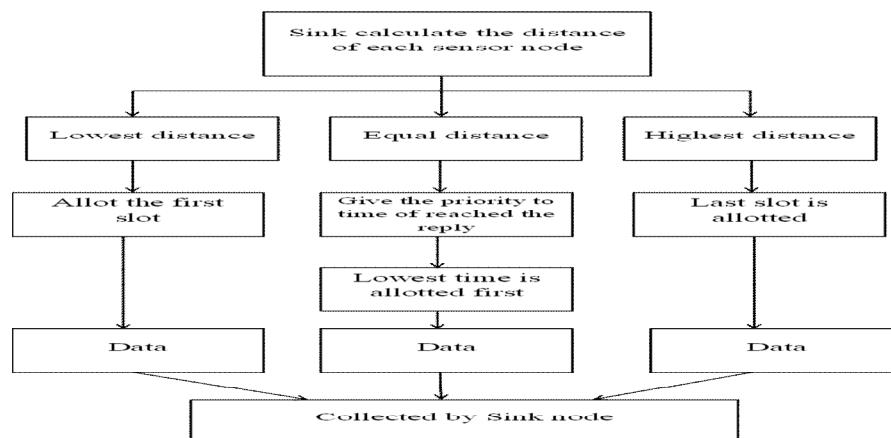 Sink calculate the distance
of each sensor node
Lowest distance
Equal distance
Highest distance
Allot the first
slot
Give the priority to
time of reached the
reply
Last slot is
allotted
Lowest time is
allotted first
Data
Data
Data
Collected by Sink node